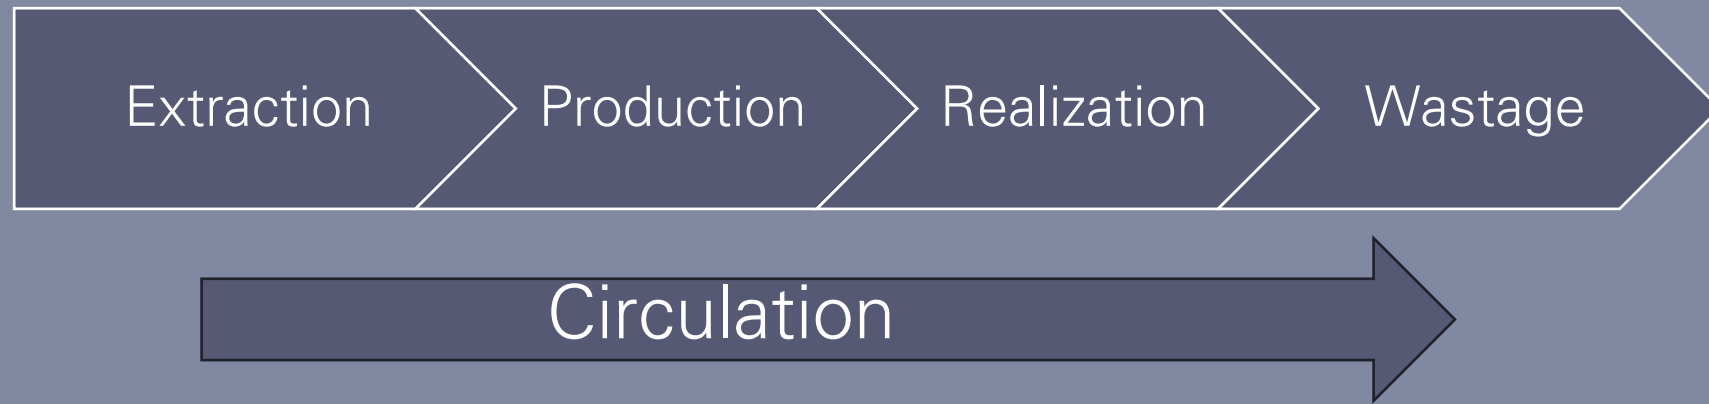 Extraction
Production
Realization
Wastage
Circulation